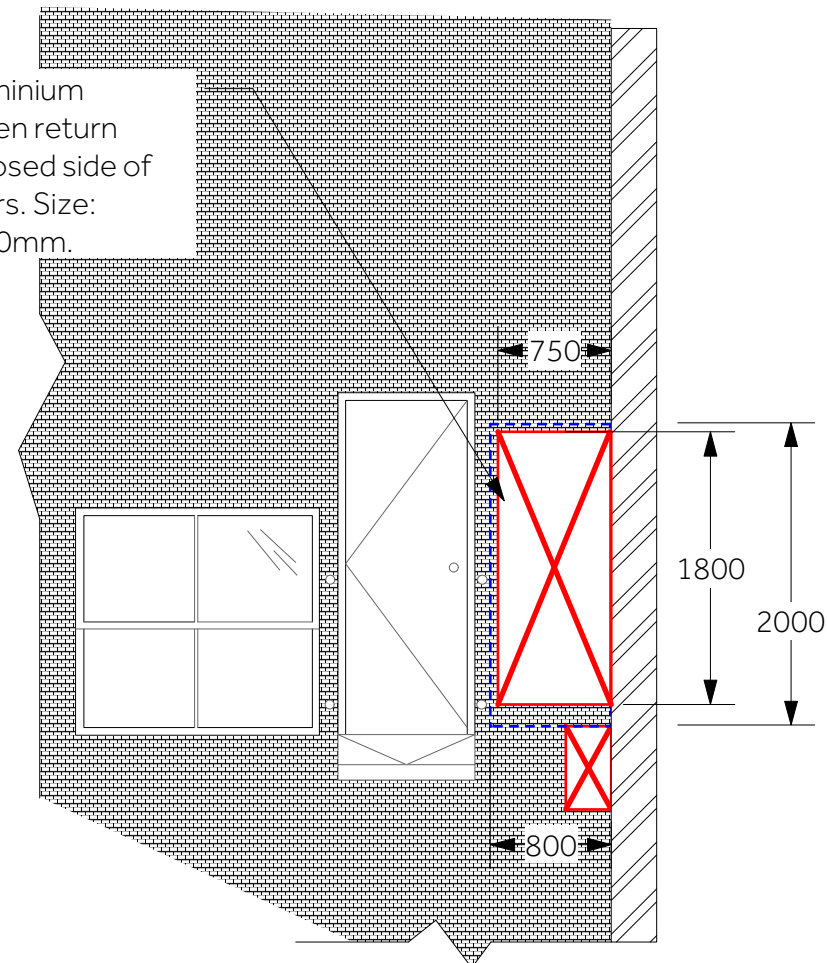 minium
en return
osed side of
rs. Size:
0mm.
750
1800
2000
800